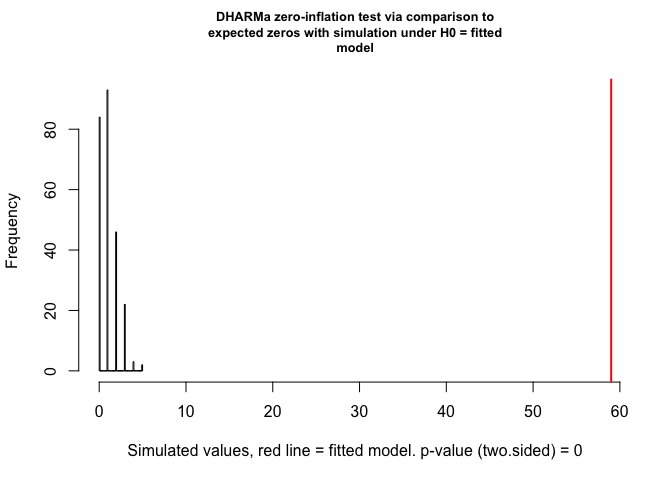 DHARMa zero-inflation test via comparison to
expected zeros with simulation under H0 = fitted
model
Frequency
80
60
40
20
0
0 10 20 30 40 50 60
Simulated values, red line = fitted model. p-value (two.sided) = 0